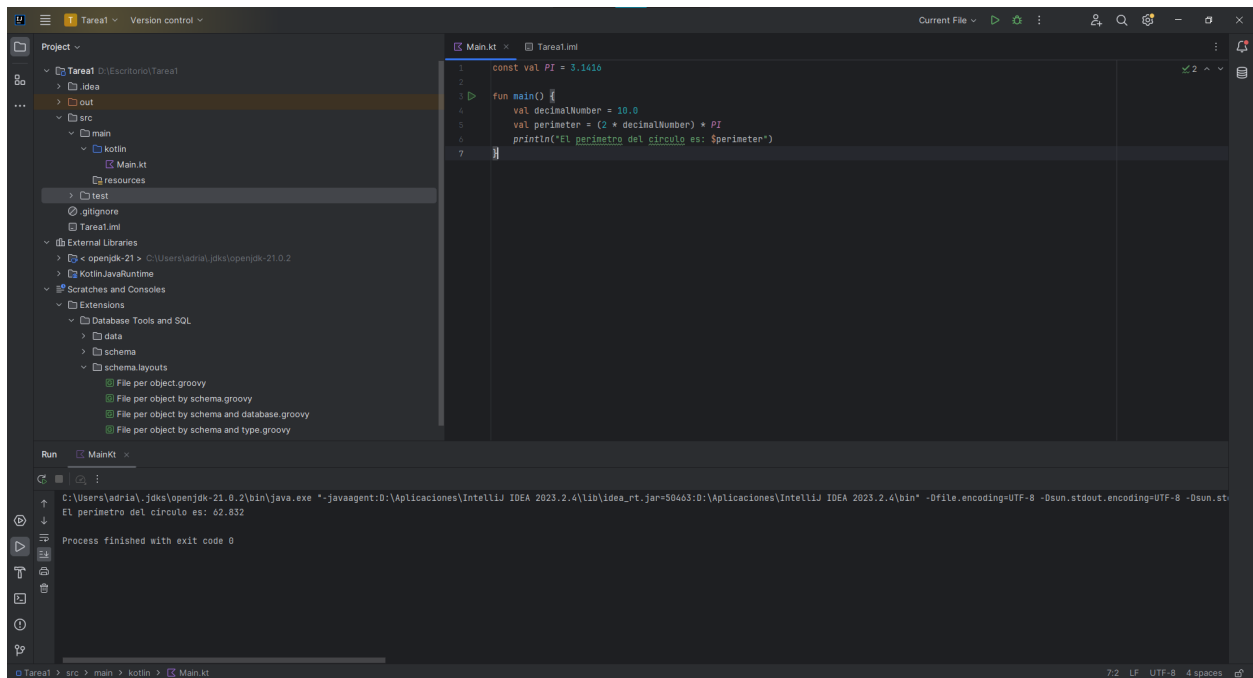 Tarea1 Version control Current File
Project
Main.kt Tarea1.iml
Tarea1 D:\Escritorio\Tarea1
.idea
out
src
main
kotlin
Main.kt
resources
test
.gitignore
Tarea1.iml
External Libraries
< openjdk-21 > C:\Users\adria\.jdks\openjdk-21.0.2
KotlinJavaRuntime
Scratches and Consoles
Extensions
Database Tools and SQL
data
schema
schema.layouts
File per object.groovy
File per object by schema.groovy
File per object by schema and database.groovy
File per object by schema and type.groovy
1 const val PI = 3.1416
2
3 fun main() {
4 val decimalNumber = 10.0
5 val perimeter = (2 * decimalNumber) * PI
6 println("El perimetro del circulo es: $perimeter")
7 }
2
Run MainKt
C:\Users\adria\.jdks\openjdk-21.0.2\bin\java.exe "-javaagent:D:\Aplicaciones\IntelliJ IDEA 2023.2.4\lib\idea_rt.jar=50463:D:\Aplicaciones\IntelliJ IDEA 2023.2.4\bin" -Dfile.encoding=UTF-8 -Dsun.stdout.encoding=UTF-8 -Dsun.st
El perimetro del circulo es: 62.832
Process finished with exit code 0
Tarea1 > src > main > kotlin > Main.kt 7:2 LF UTF-8 4 spaces